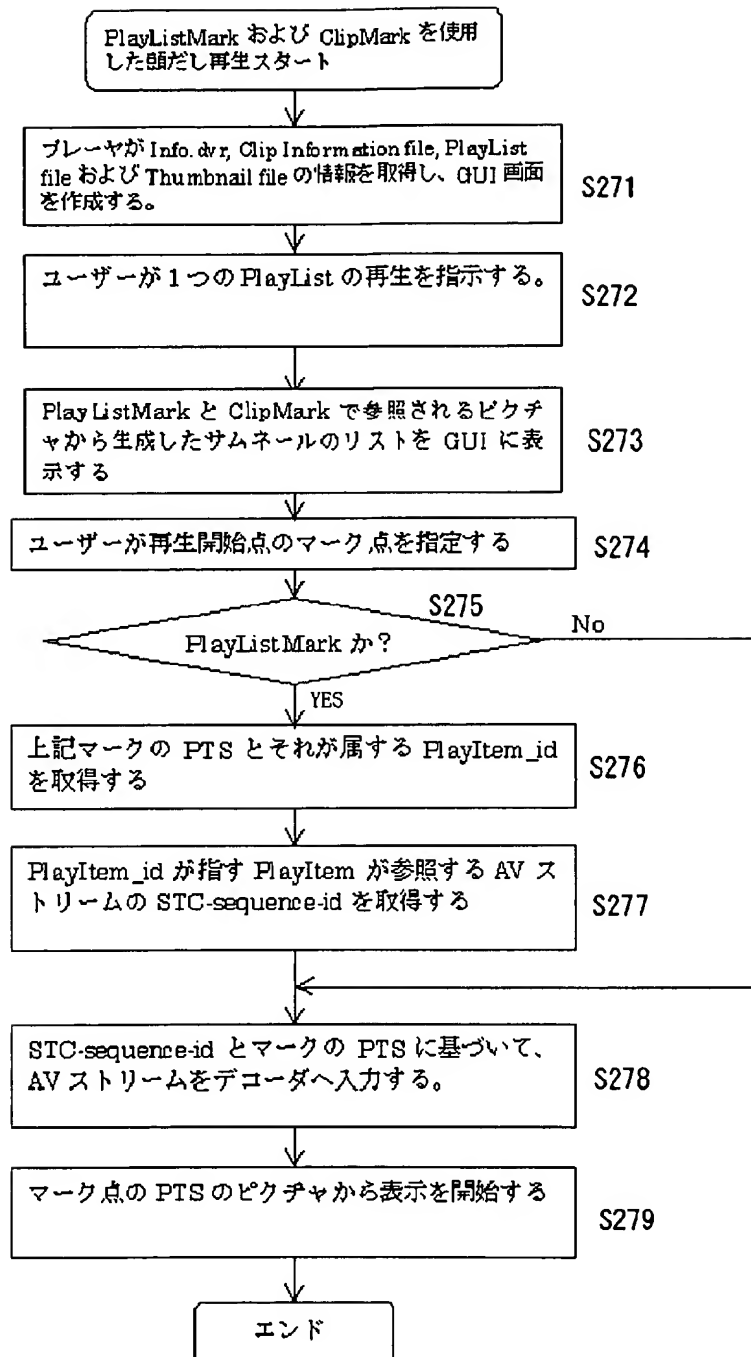 PlayListMark および ClipMark を使用
した頭だし再生スタート
プレーヤが Info.dvr, Clip Information file, PlayList
file および Thumbnail file の情報を取得し、GUI 画面
を作成する。
S271
ユーザーが1つの PlayList の再生を指示する。
S272
PlayListMark と ClipMark で参照されるピクチ
ャから生成したサムネールのリストを GUI に表
示する
S273
ユーザーが再生開始点のマーク点を指定する
S274
S275
PlayListMark か？
No
YES
上記マークの PTS とそれが属する PlayItem_id
を取得する
S276
PlayItem_id が指す PlayItem が参照する AV ス
トリームの STC-sequence-id を取得する
S277
STC-sequence-id とマークの PTS に基づいて、
AV ストリームをデコーダへ入力する。
S278
マーク点の PTS のピクチャから表示を開始する
S279
エンド